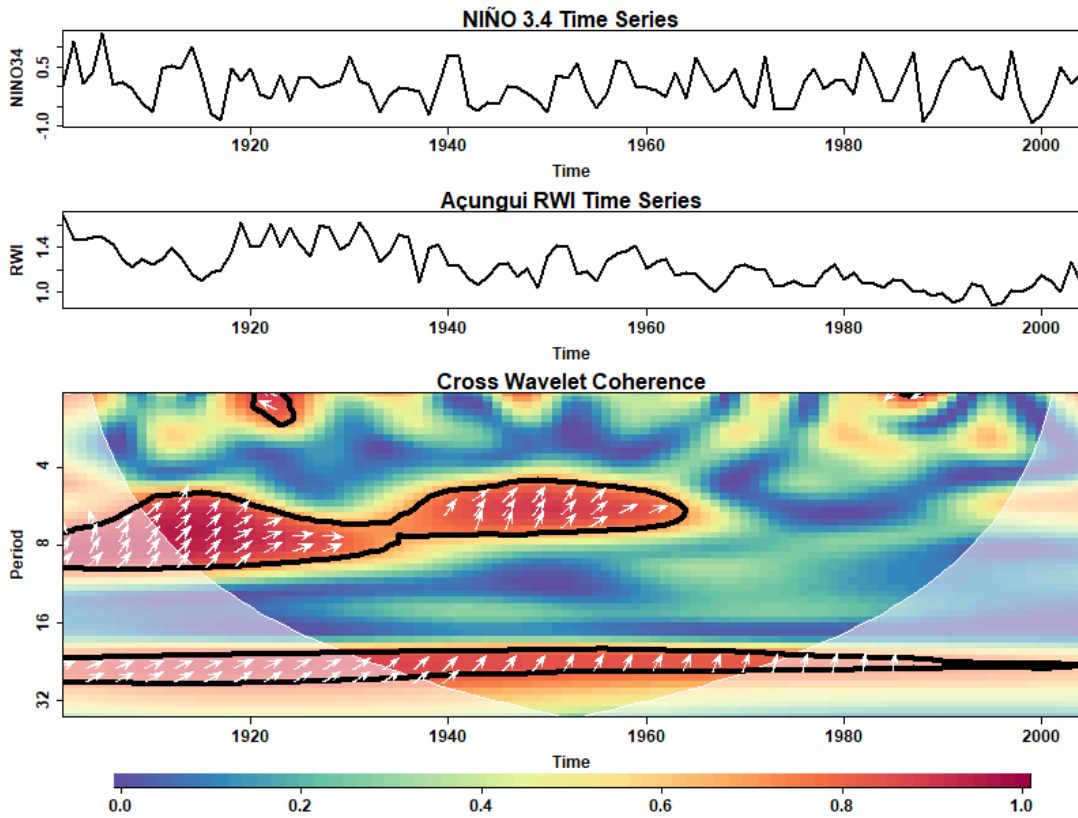 NIÑO 3.4 Time Series
NINO34
0.5
-1.0
1920 1940 1960 1980 2000
Time
Açungui RWI Time Series
RWI
1.4
1.0
1920 1940 1960 1980 2000
Time
Cross Wavelet Coherence
Period
4
8
16
32
1920 1940 1960 1980 2000
Time
0.0 0.2 0.4 0.6 0.8 1.0